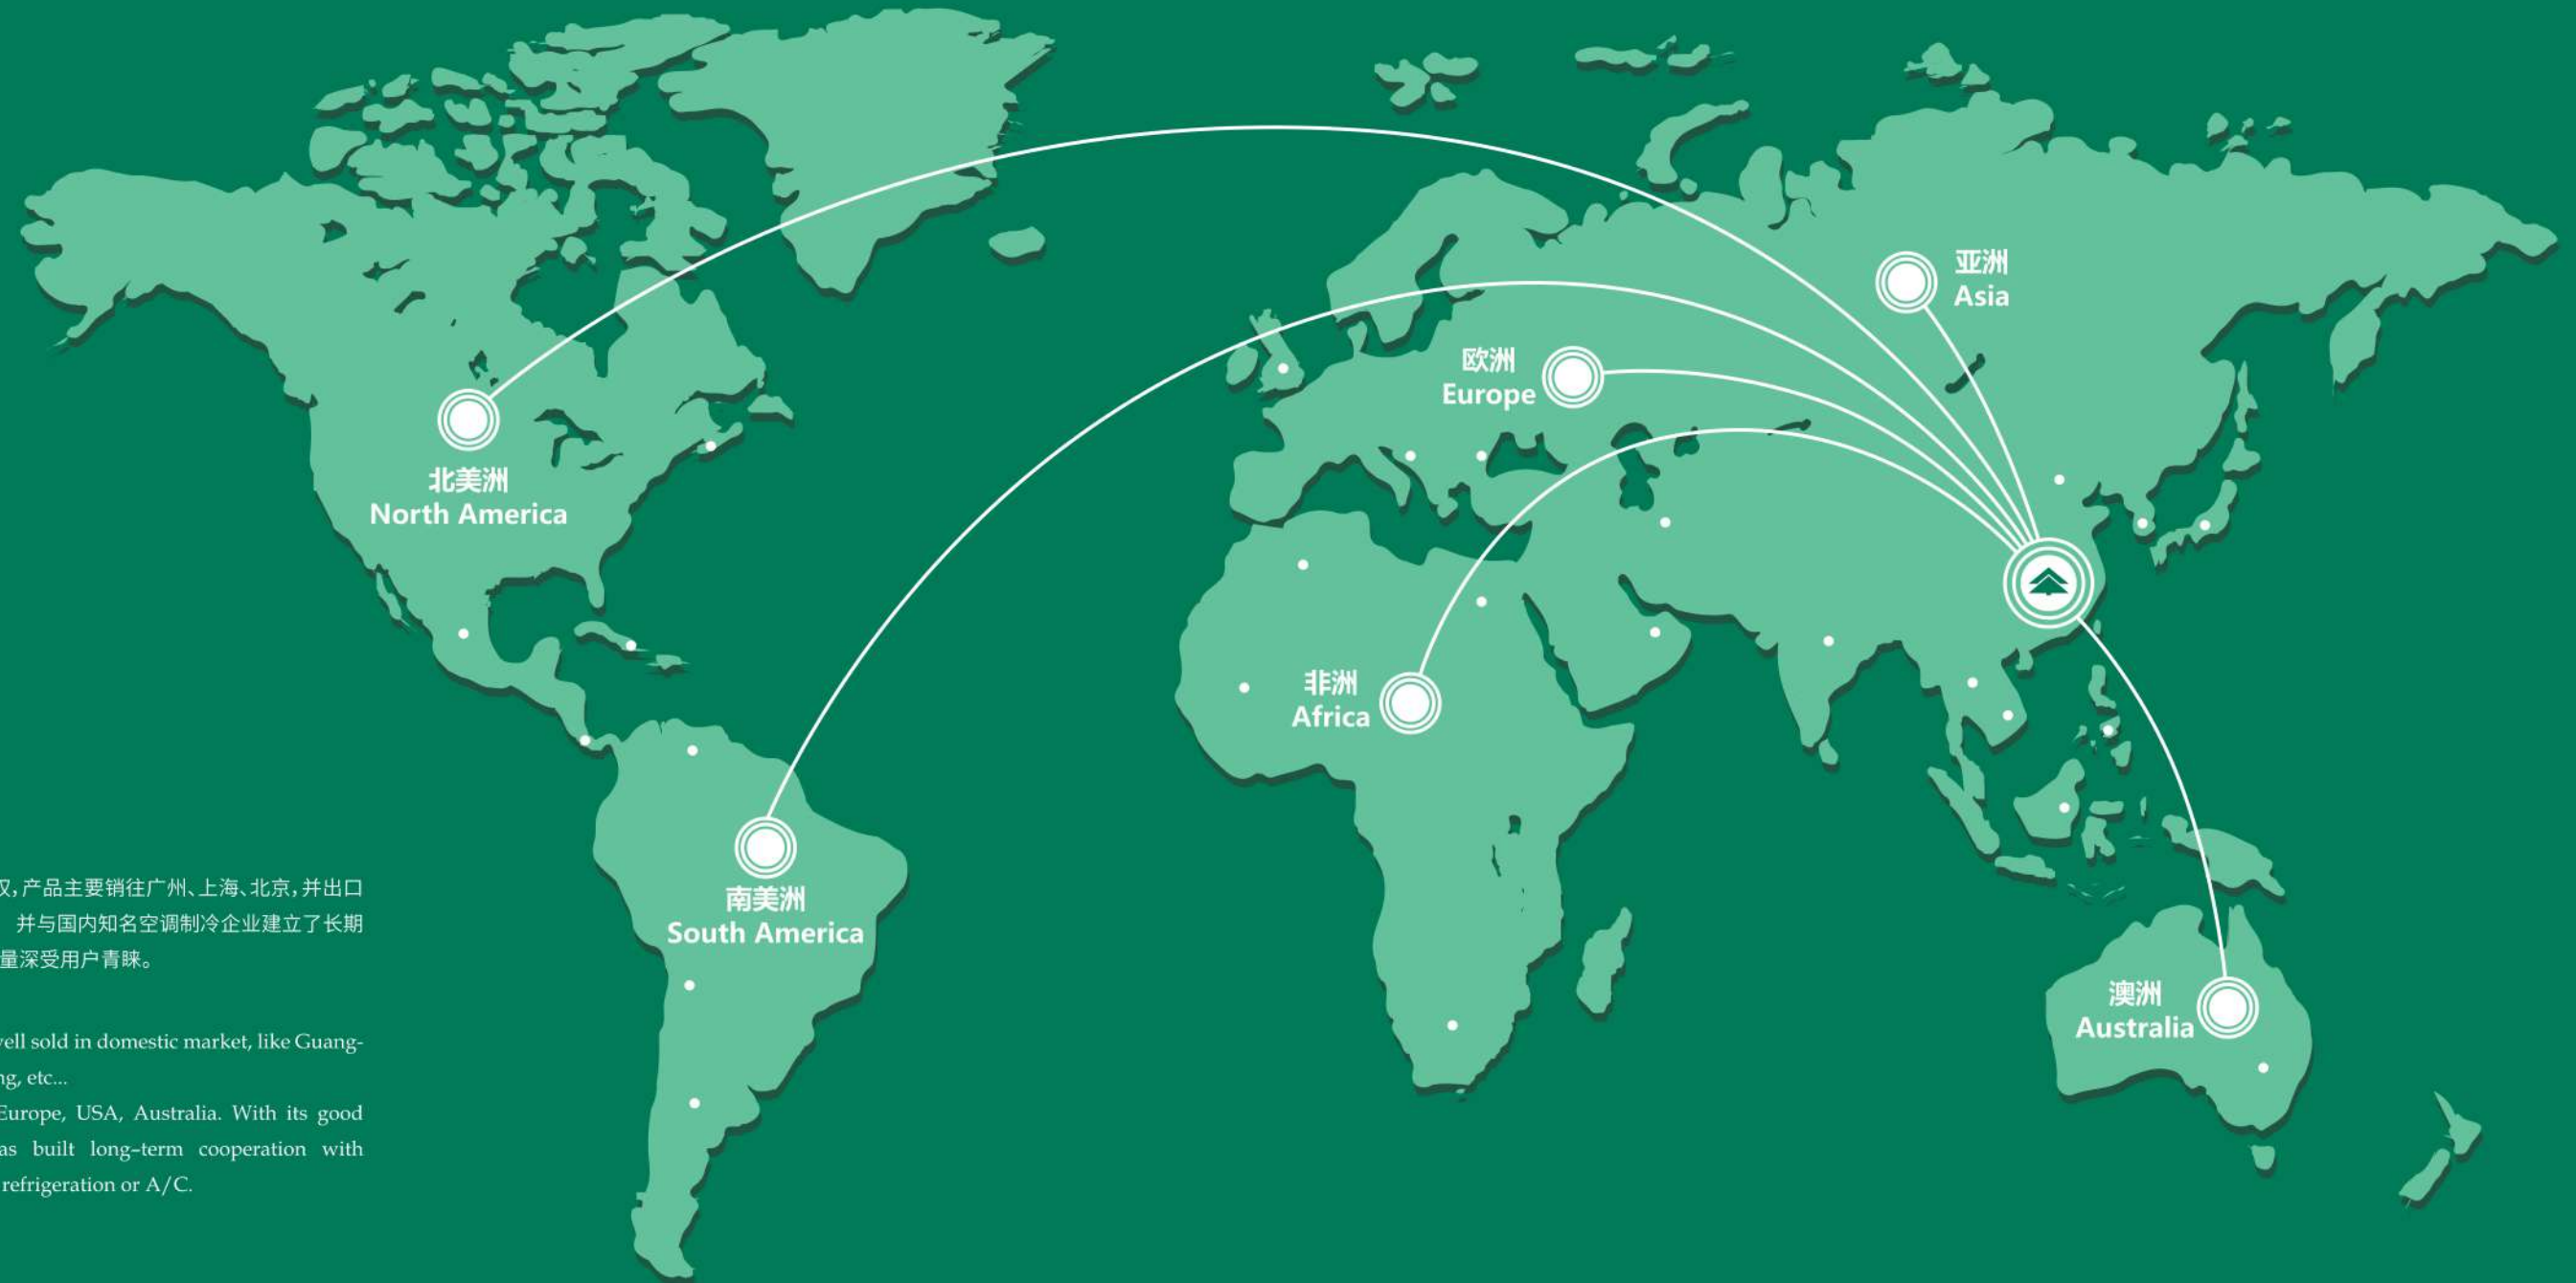 亚洲
Asia
欧洲
Europe
北美洲
North America
非洲
Africa
南美洲
South America
澳洲
Australia
,产品主要销往广州、上海、北京,并出口
并与国内知名空调制冷企业建立了长期
量深受用户青睐。
well sold in domestic market, like Guang-
etc...
Europe, USA, Australia. With its good
built long-term cooperation with
refrigeration or A/C.